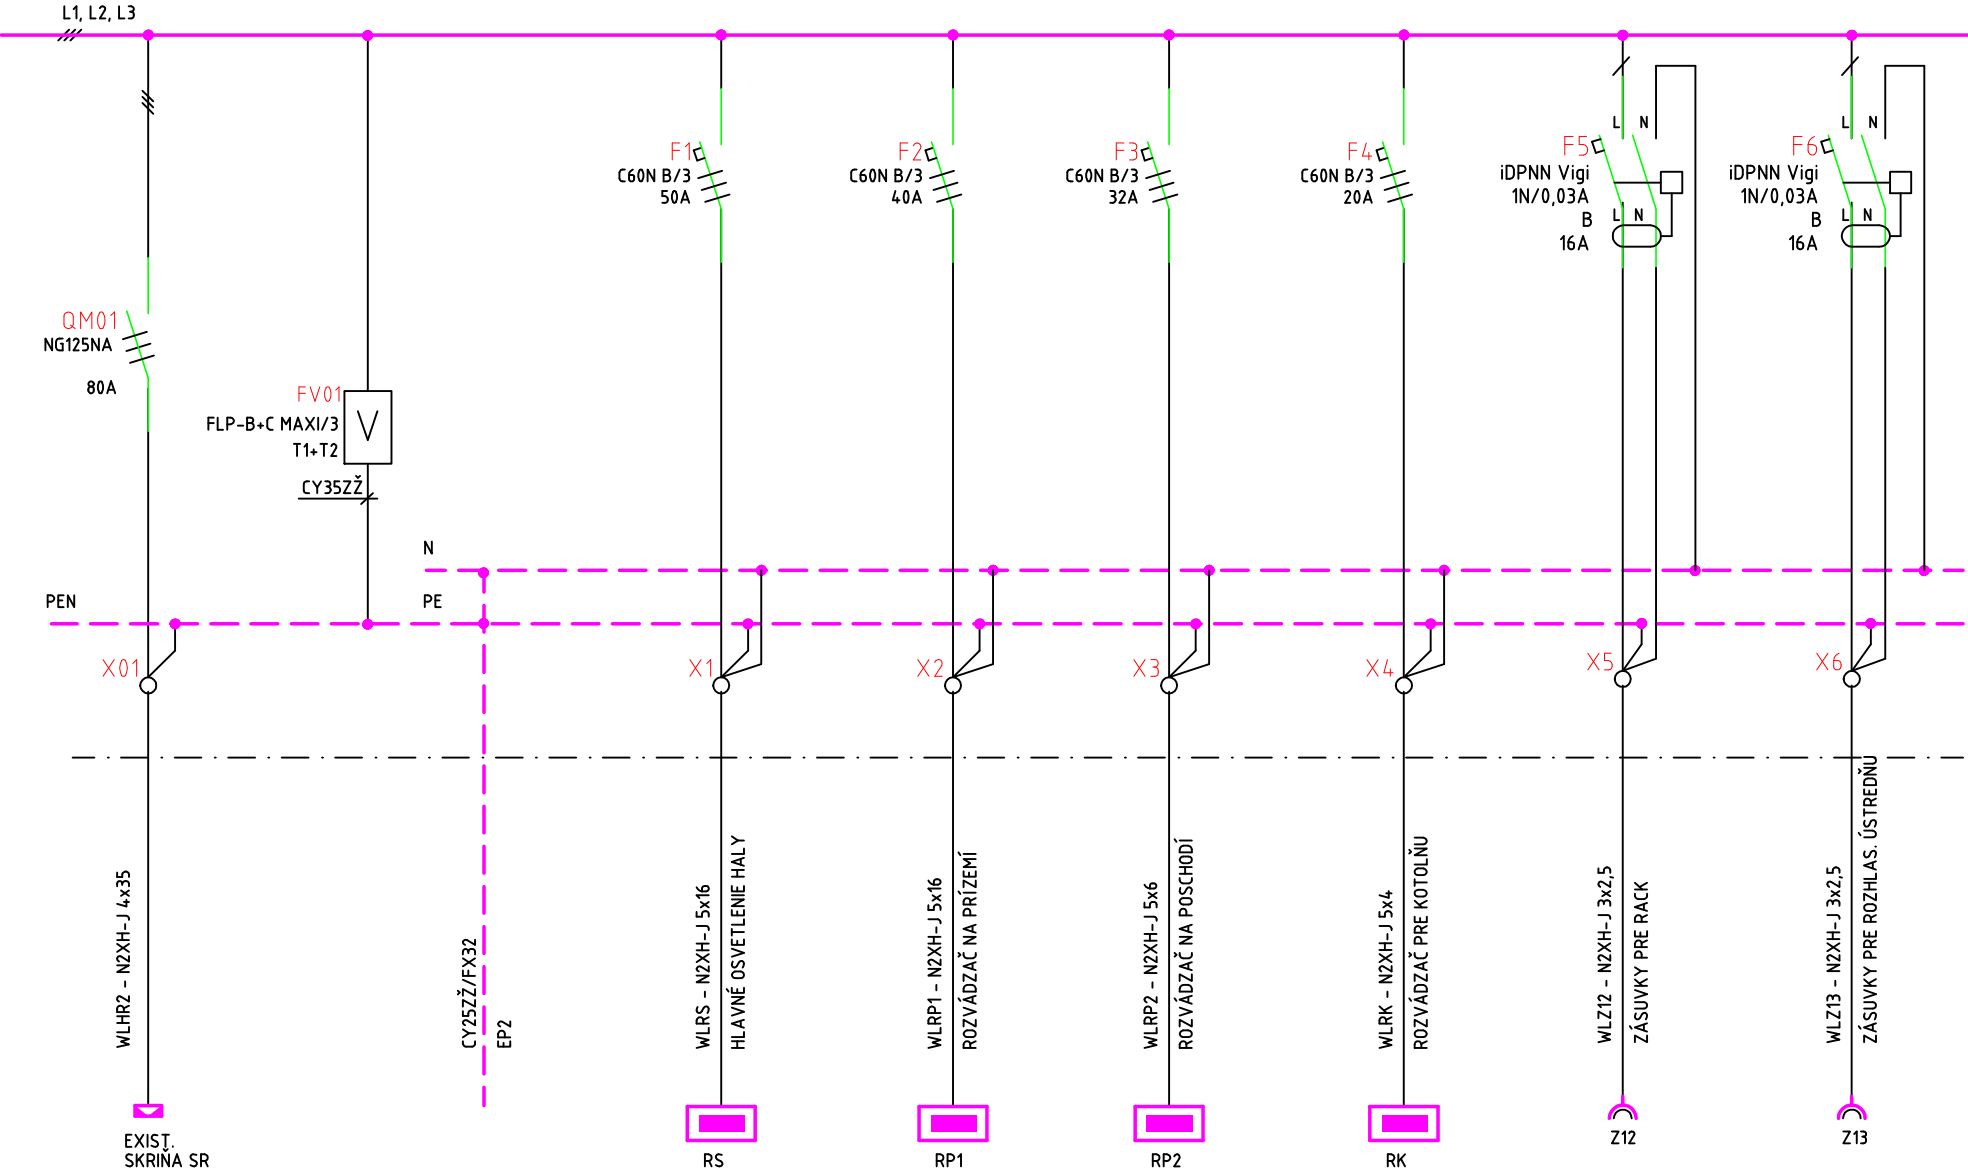 L1, L2, L3
QM01
NG125NA
80A
FV01
FLP-B+C MAXI/3
T1+T2
CY35ZŽ
F1
C60N B/3
50A
F2
C60N B/3
40A
F3
C60N B/3
32A
F4
C60N B/3
20A
L N
F5
iDPNN Vigi
1N/0,03A
B
16A
L N
L N
F6
iDPNN Vigi
1N/0,03A
B
16A
L N
N
PEN
PE
X01
X1
X2
X3
X4
X5
X6
WLHR2 - N2XH-J 4x35
CY25ZŽ/FX32
EP2
WLRS - N2XH-J 5x16
HLAVNÉ OSVETLENIE HALY
WLRP1 - N2XH-J 5x16
ROZVÁDZAČ NA PRÍZEMÍ
WLRP2 - N2XH-J 5x6
ROZVÁDZAČ NA POSCHODÍ
WLRK - N2XH-J 5x4
ROZVÁDZAČ PRE KOTOLŇU
WLZ12 - N2XH-J 3x2,5
ZÁSUVKY PRE RACK
WLZ13 - N2XH-J 3x2,5
ZÁSUVKY PRE ROZHLAS. ÚSTREDŇU
EXIST.
SKRIŇA SR
RS
RP1
RP2
RK
Z12
Z13